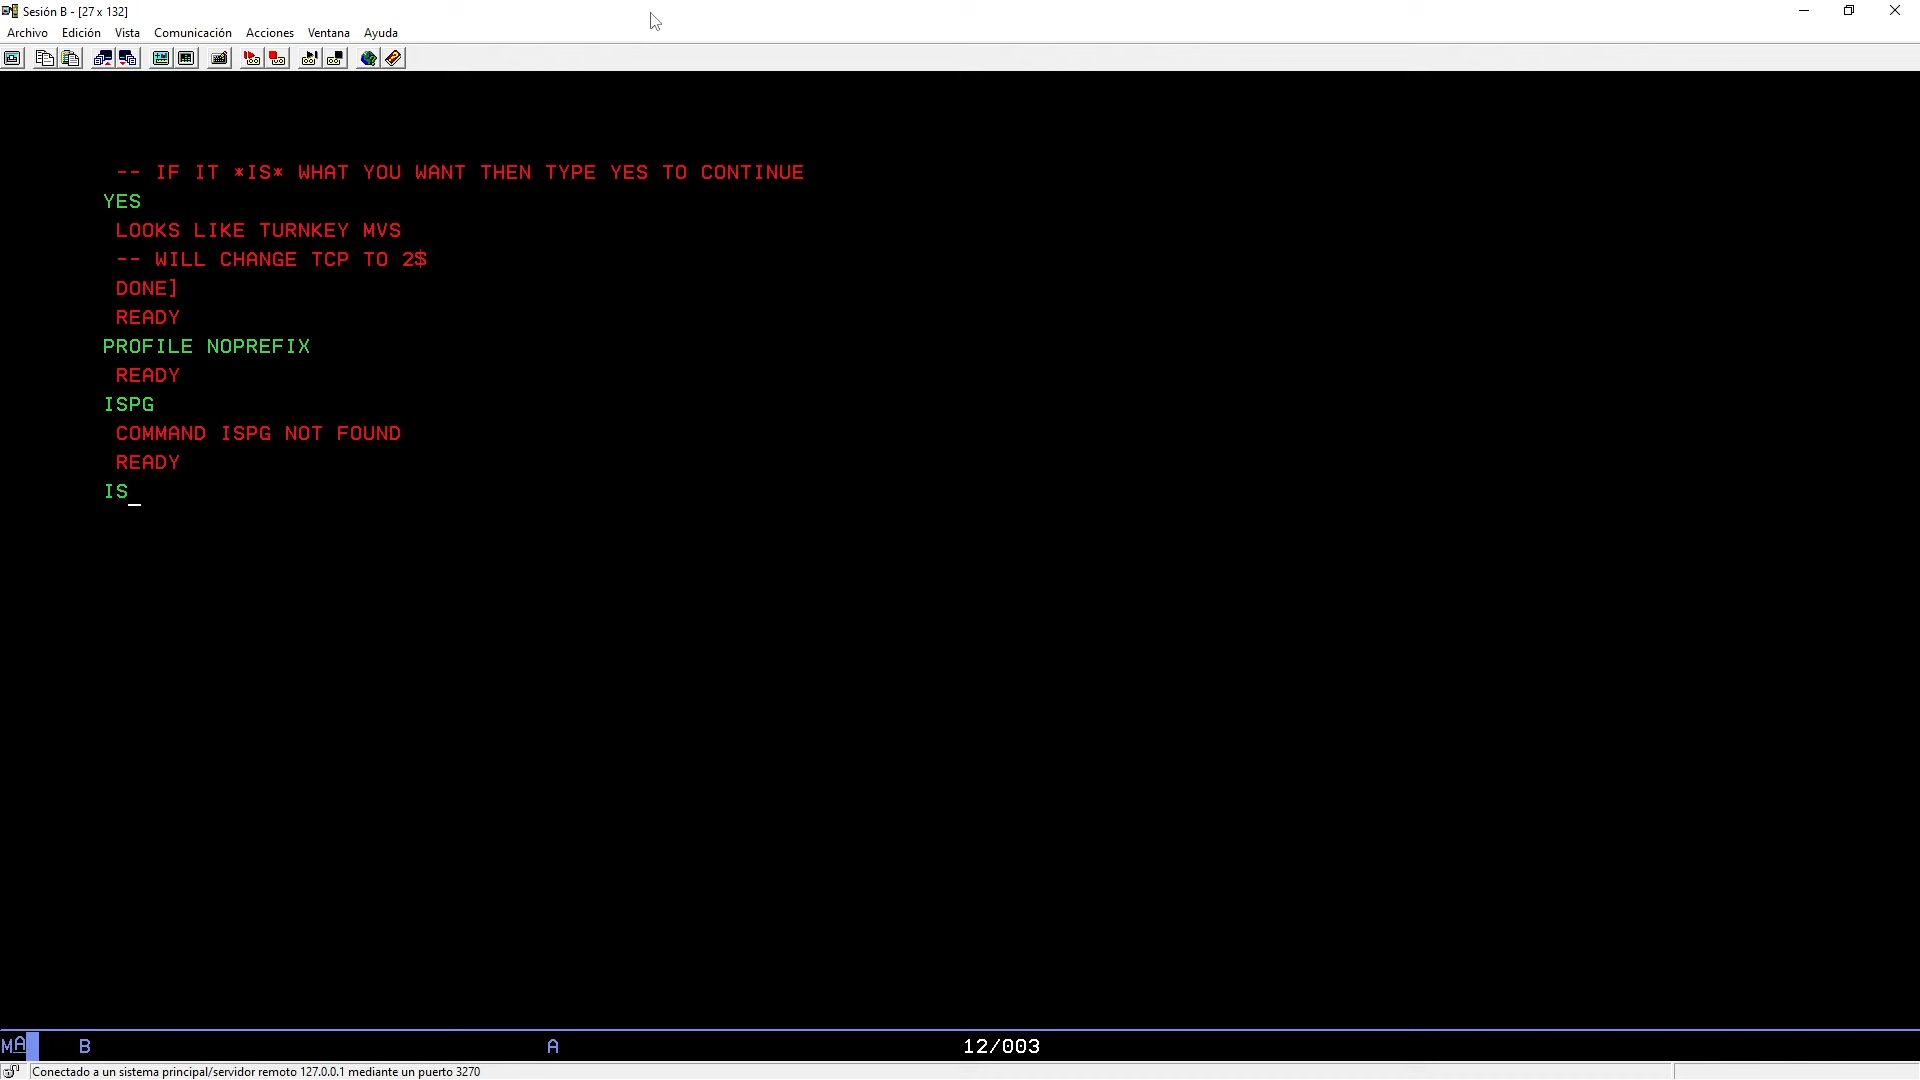 Sesión B - [27 x 132]
Archivo Edición Vista Comunicación Acciones Ventana Ayuda
-- IF IT *IS* WHAT YOU WANT THEN TYPE YES TO CONTINUE
YES
LOOKS LIKE TURNKEY MVS
-- WILL CHANGE TCP TO 2$
DONE]
READY
PROFILE NOPREFIX
READY
ISPG
COMMAND ISPG NOT FOUND
READY
IS_
MA B A 12/003
Conectado a un sistema principal/servidor remoto 127.0.0.1 mediante un puerto 3270